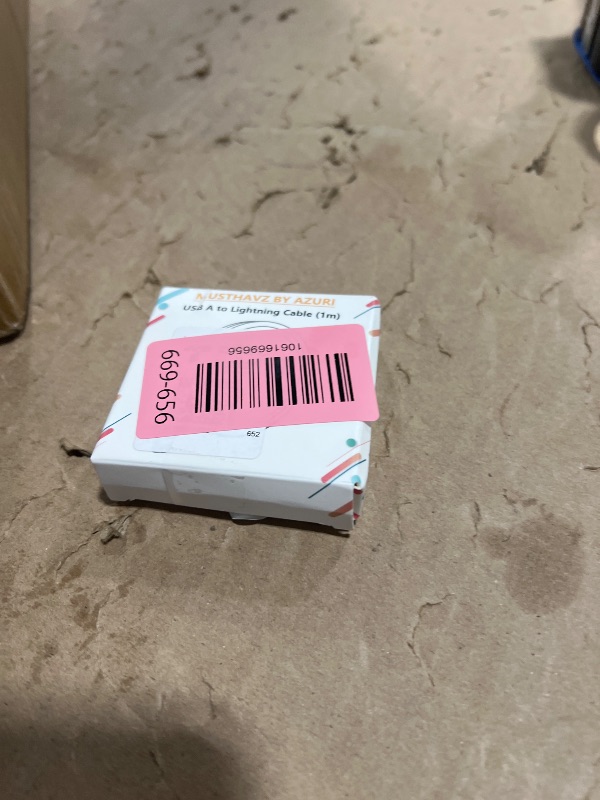 MUSTHAVZ BY AZURI
USB A to Lightning Cable (1m)
1061669656
669-656
652